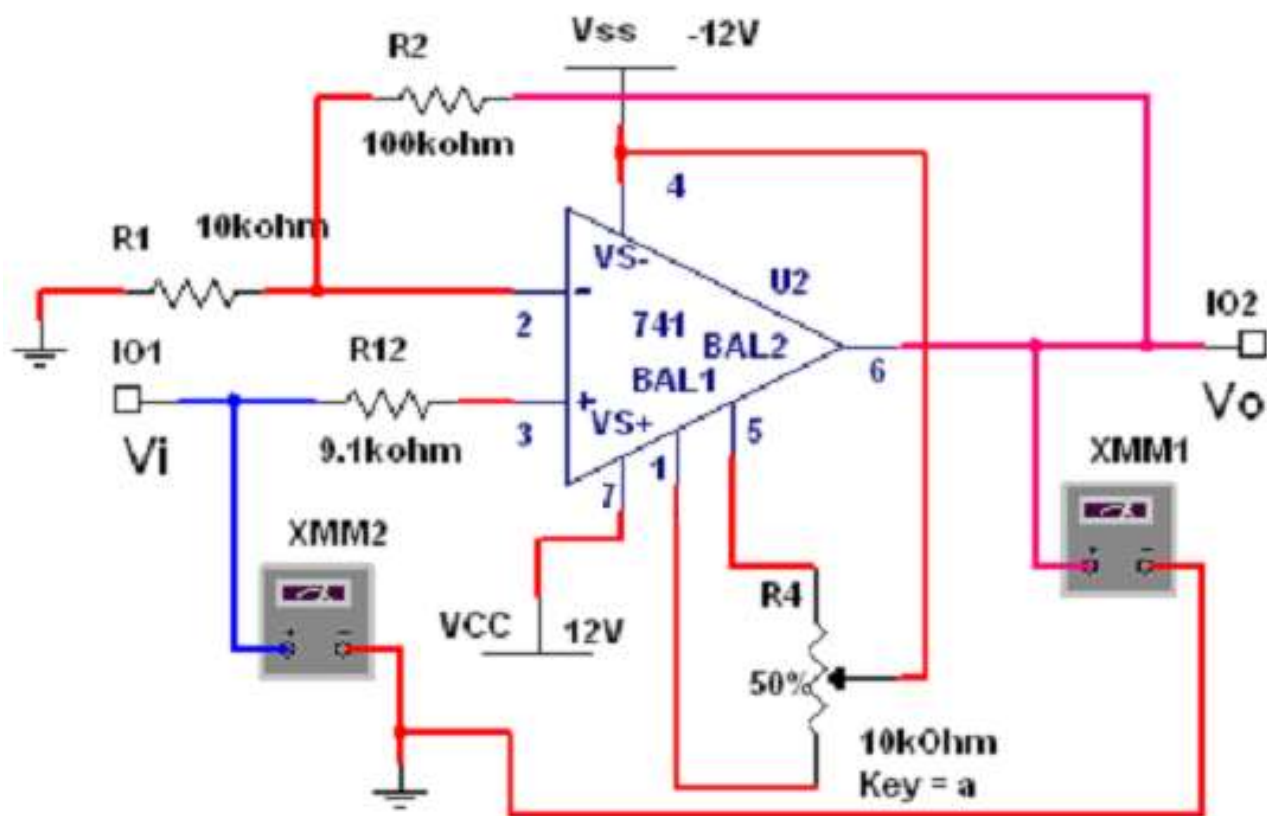 Vss -12V
R2
100kohm
4
10kohm
R1
VS-
U2
-
IO2
2
741
BAL2
6
IO1
R12
BAL1
Vo
+
VS+
3
5
Vi
9.1kohm
1
XMM1
7
XMM2
+ -
R4
VCC 12V
+ -
50%
10kOhm
Key = a